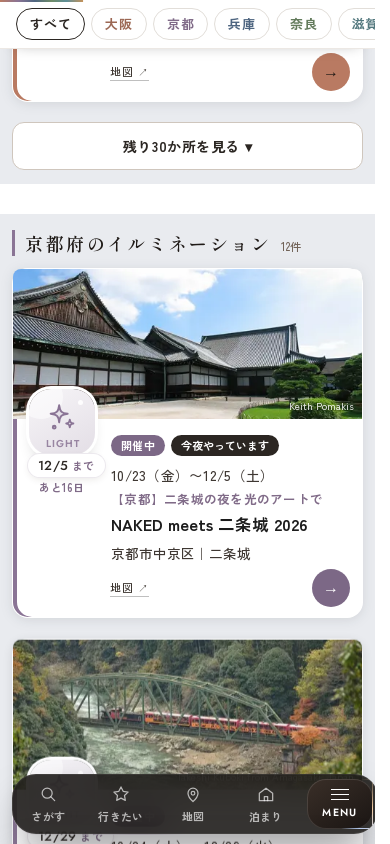 すべて
大阪
京都
兵庫
奈良
滋賀
地図 ↗
→
残り30か所を見る ▾
京都府のイルミネーション 12件
Keith Pomakis
LIGHT
12/5 まで
あと16日
開催中
今夜やっています
10/23（金）〜12/5（土）
【京都】二条城の夜を光のアートで
NAKED meets 二条城 2026
京都市中京区｜二条城
地図 ↗
→
さがす
行きたい
地図
泊まり
MENU
12/29 まで